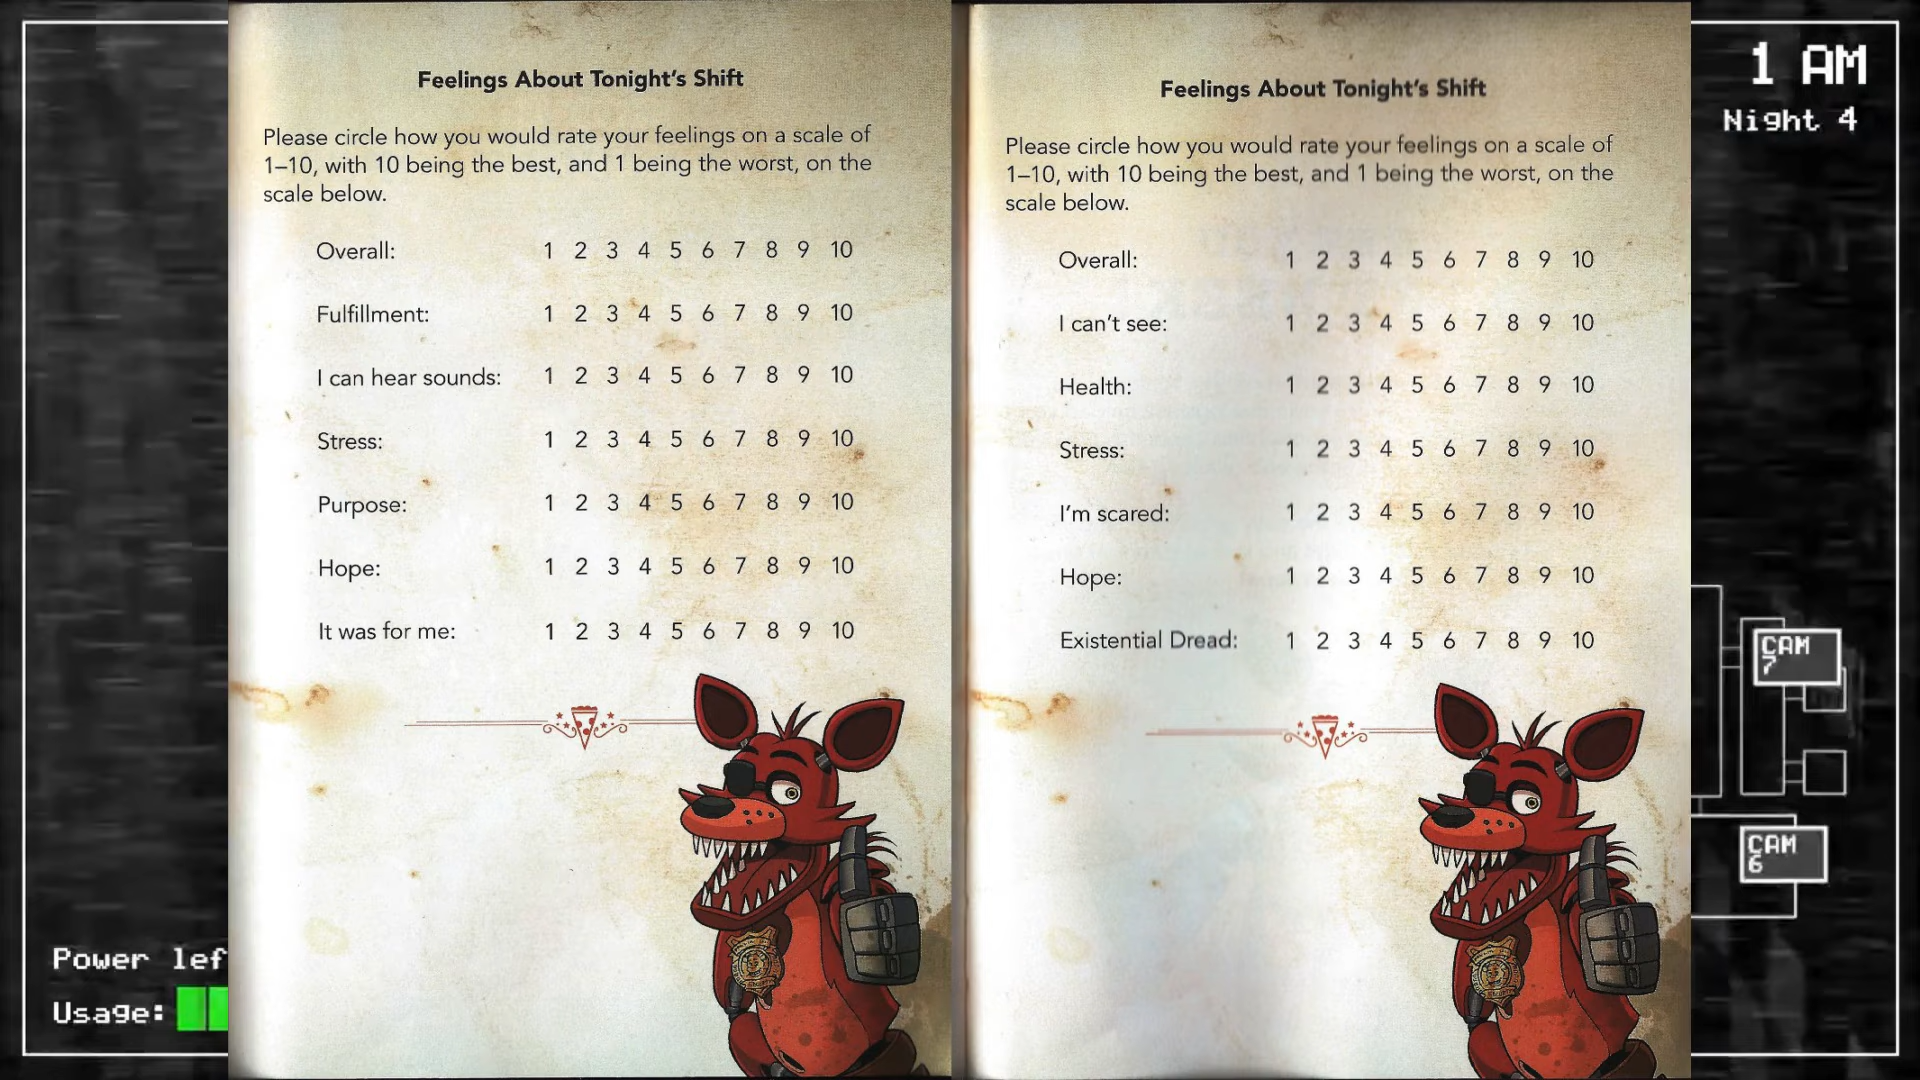 Feelings About Tonight's Shift
Please circle how you would rate your feelings on a scale of
1–10, with 10 being the best, and 1 being the worst, on the
scale below.
Overall: 1 2 3 4 5 6 7 8 9 10
Fulfillment: 1 2 3 4 5 6 7 8 9 10
I can hear sounds: 1 2 3 4 5 6 7 8 9 10
Stress: 1 2 3 4 5 6 7 8 9 10
Purpose: 1 2 3 4 5 6 7 8 9 10
Hope: 1 2 3 4 5 6 7 8 9 10
It was for me: 1 2 3 4 5 6 7 8 9 10
Feelings About Tonight's Shift
Please circle how you would rate your feelings on a scale of
1–10, with 10 being the best, and 1 being the worst, on the
scale below.
Overall: 1 2 3 4 5 6 7 8 9 10
I can't see: 1 2 3 4 5 6 7 8 9 10
Health: 1 2 3 4 5 6 7 8 9 10
Stress: 1 2 3 4 5 6 7 8 9 10
I'm scared: 1 2 3 4 5 6 7 8 9 10
Hope: 1 2 3 4 5 6 7 8 9 10
Existential Dread: 1 2 3 4 5 6 7 8 9 10
1 AM
Night 4
CAM
7
CAM
6
Power lef
Usage: